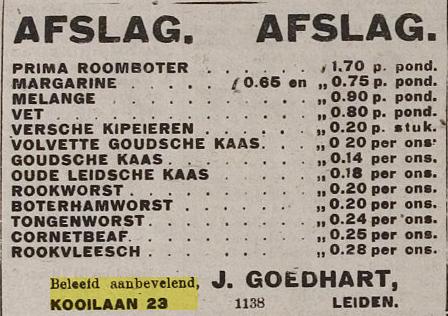 AFSLAG. AFSLAG.
PRIMA ROOMBOTER . . . . . . ƒ 1.70 p. pond.
MARGARINE . . . . ƒ 0.65 en „ 0.75 p. pond.
MELANGE . . . . . . . . „ 0.90 p. pond.
VET . . . . . . . . . . „ 0.80 p. pond.
VERSCHE KIPEIEREN . . . . . . „ 0.20 p. stuk.
VOLVETTE GOUDSCHE KAAS. . . . „ 0 20 per ons.
GOUDSCHE KAAS . . . . . . . „ 0.14 per ons.
OUDE LEIDSCHE KAAS . . . . . „ 0.18 per ons.
ROOKWORST . . . . . . . . „ 0.20 per ons.
BOTERHAMWORST . . . . . . . „ 0.20 per ons.
TONGENWORST . . . . . . . . „ 0.24 per ons.
CORNETBEAF. . . . . . . . . „ 0.25 per ons.
ROOKVLEESCH . . . . . . . . „ 0.28 per ons.
Beleefd aanbevelend, J. GOEDHART,
KOOILAAN 23 1138 LEIDEN.